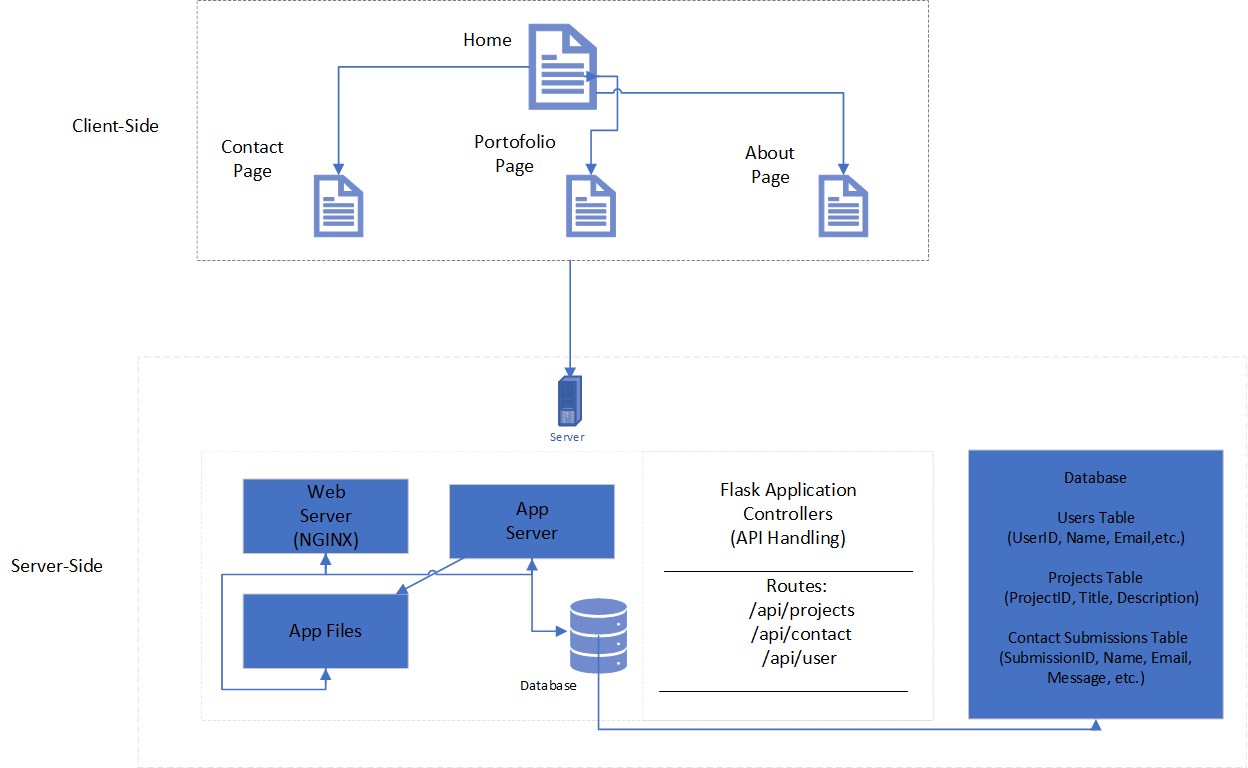 Home
Client-Side
Contact
Page
Portofolio
Page
About
Page
Server
Server-Side
Web
Server
(NGINX)
App
Server
App Files
Database
Flask Application
Controllers
(API Handling)
Routes:
/api/projects
/api/contact
/api/user
Database
Users Table
(UserID, Name, Email,etc.)
Projects Table
(ProjectID, Title, Description)
Contact Submissions Table
(SubmissionID, Name, Email,
Message, etc.)